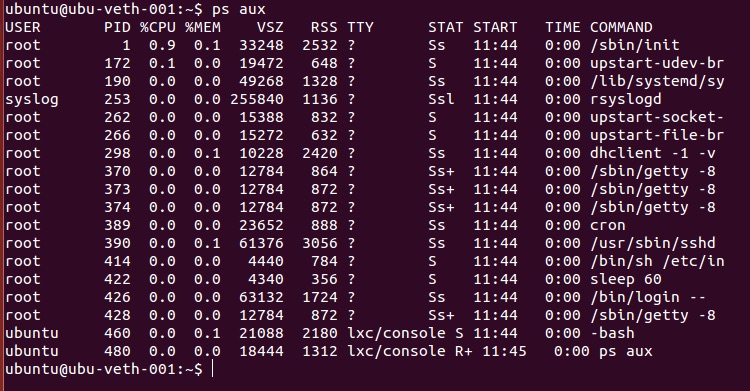 ubuntu@ubu-veth-001:~$ ps aux
USER       PID %CPU %MEM    VSZ   RSS TTY      STAT START   TIME COMMAND
root         1  0.9  0.1  33248  2532 ?        Ss   11:44   0:00 /sbin/init
root       172  0.1  0.0  19472   648 ?        S    11:44   0:00 upstart-udev-br
root       190  0.0  0.0  49268  1328 ?        Ss   11:44   0:00 /lib/systemd/sy
syslog     253  0.0  0.0 255840  1136 ?        Ssl  11:44   0:00 rsyslogd
root       262  0.0  0.0  15388   832 ?        S    11:44   0:00 upstart-socket-
root       266  0.0  0.0  15272   632 ?        S    11:44   0:00 upstart-file-br
root       298  0.0  0.1  10228  2420 ?        Ss   11:44   0:00 dhclient -1 -v
root       370  0.0  0.0  12784   864 ?        Ss+  11:44   0:00 /sbin/getty -8
root       373  0.0  0.0  12784   872 ?        Ss+  11:44   0:00 /sbin/getty -8
root       374  0.0  0.0  12784   872 ?        Ss+  11:44   0:00 /sbin/getty -8
root       389  0.0  0.0  23652   888 ?        Ss   11:44   0:00 cron
root       390  0.0  0.1  61376  3056 ?        Ss   11:44   0:00 /usr/sbin/sshd
root       414  0.0  0.0   4440   784 ?        S    11:44   0:00 /bin/sh /etc/in
root       422  0.0  0.0   4340   356 ?        S    11:44   0:00 sleep 60
root       426  0.0  0.0  63132  1724 ?        Ss   11:44   0:00 /bin/login --
root       428  0.0  0.0  12784   872 ?        Ss+  11:44   0:00 /sbin/getty -8
ubuntu     460  0.0  0.1  21088  2180 lxc/console S 11:44   0:00 -bash
ubuntu     480  0.0  0.0  18444  1312 lxc/console R+ 11:45   0:00 ps aux
ubuntu@ubu-veth-001:~$